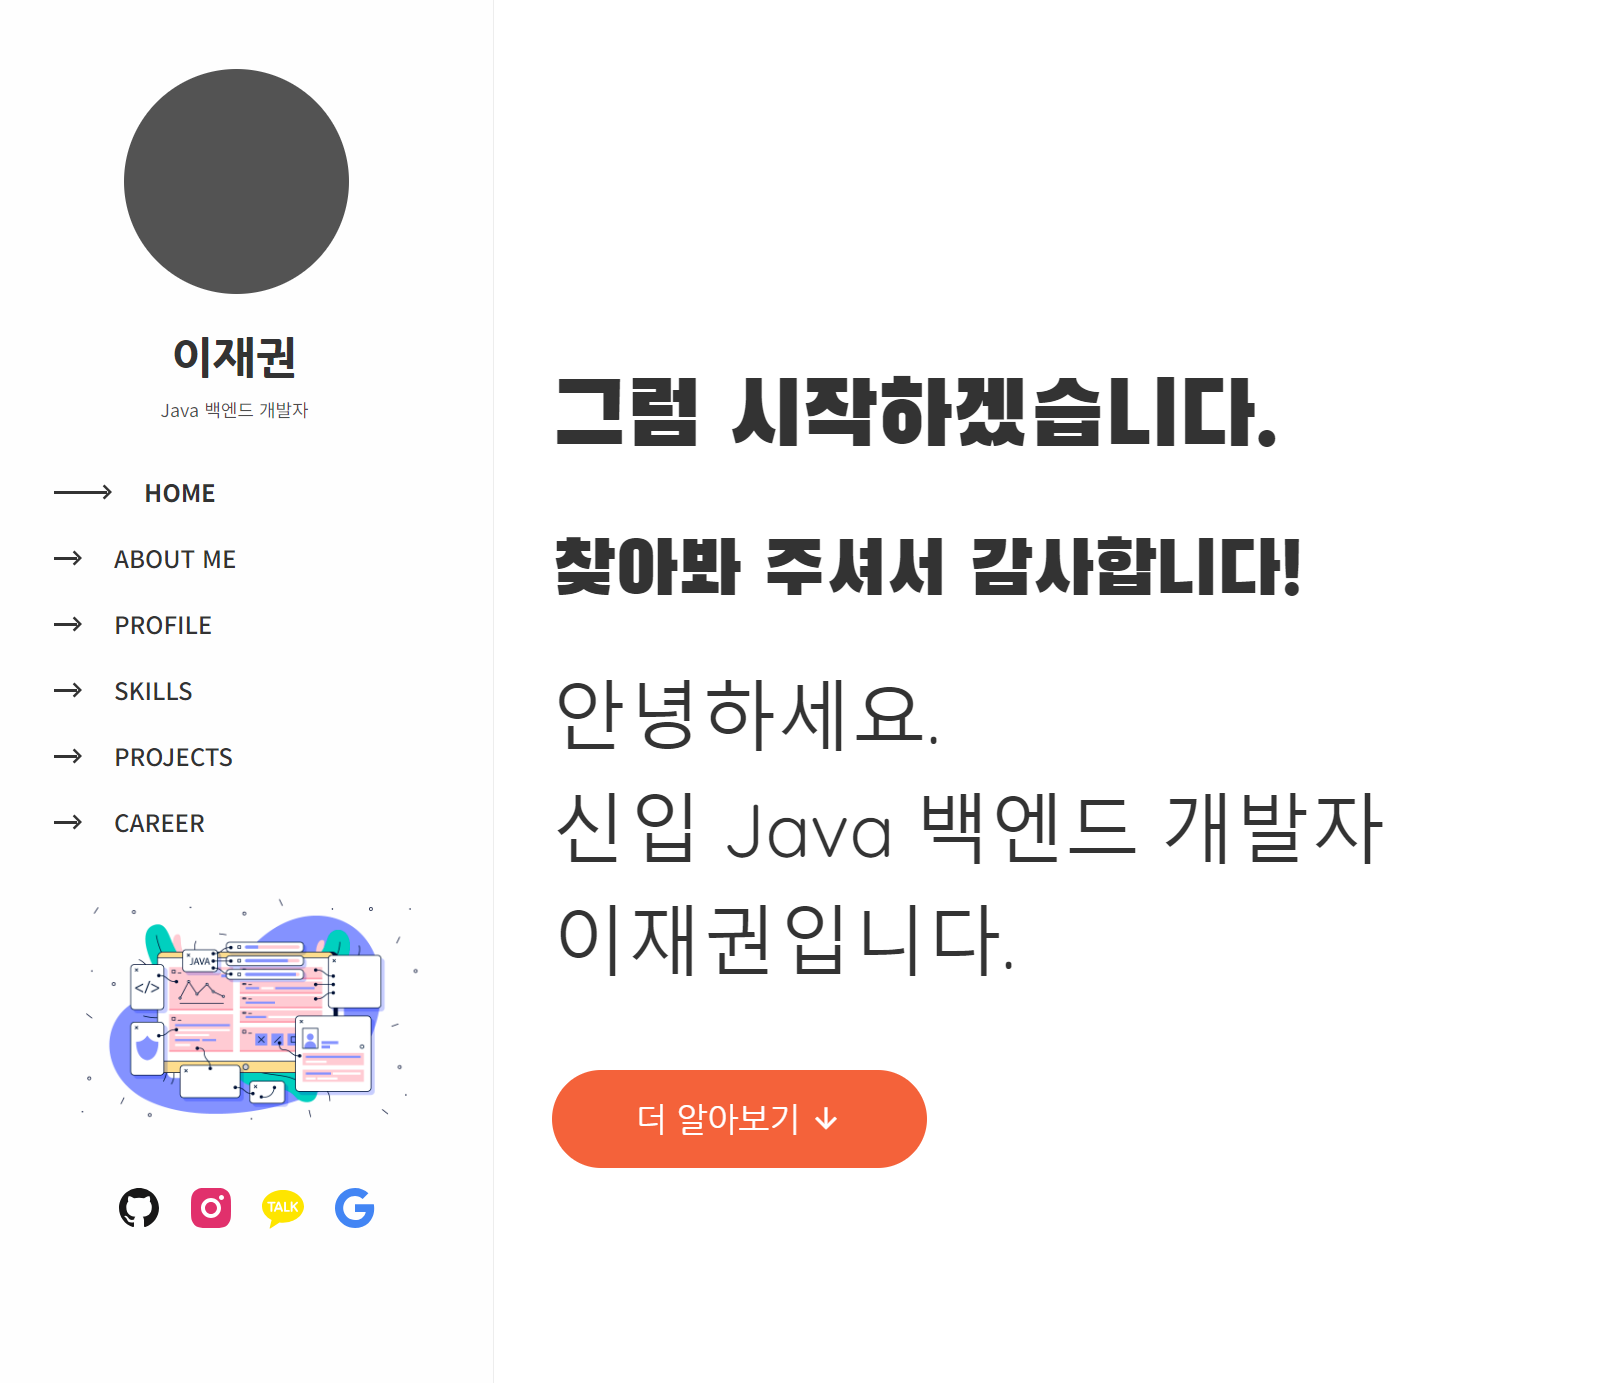 이재권
Java 백엔드 개발자
HOME
ABOUT ME
PROFILE
SKILLS
PROJECTS
CAREER
JAVA
</>
TALK
그럼 시작하겠습니다.
찾아봐 주셔서 감사합니다!
안녕하세요.
신입 Java 백엔드 개발자
이재권입니다.
더 알아보기 ↓